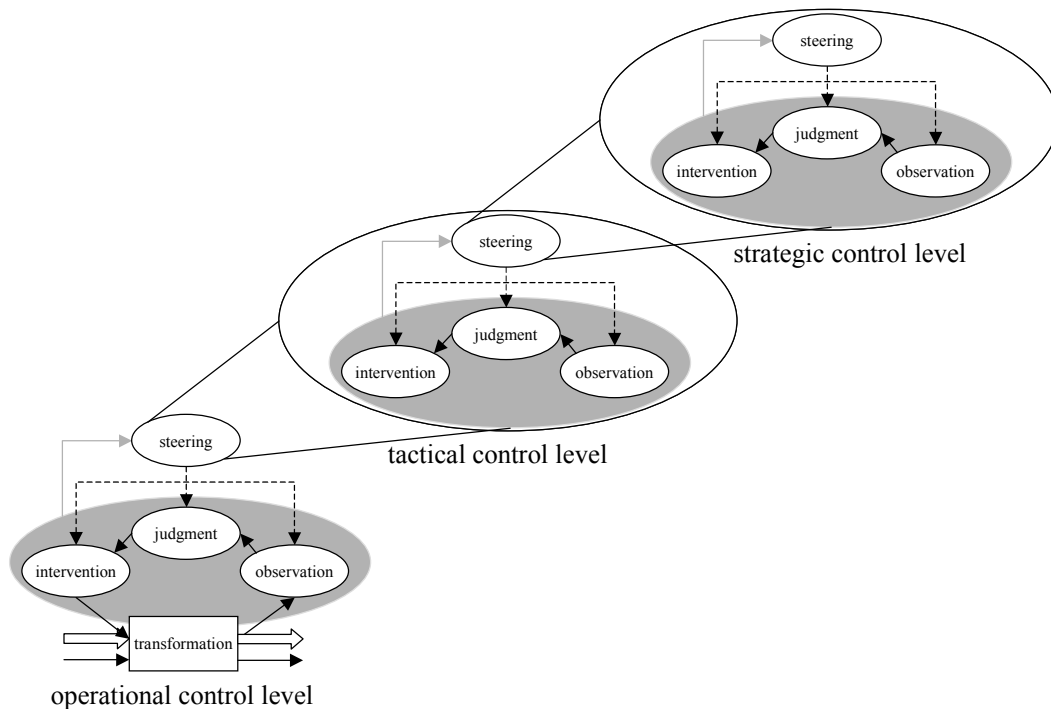 steering
judgment
intervention
observation
strategic control level
steering
judgment
intervention
observation
tactical control level
steering
judgment
intervention
observation
transformation
operational control level